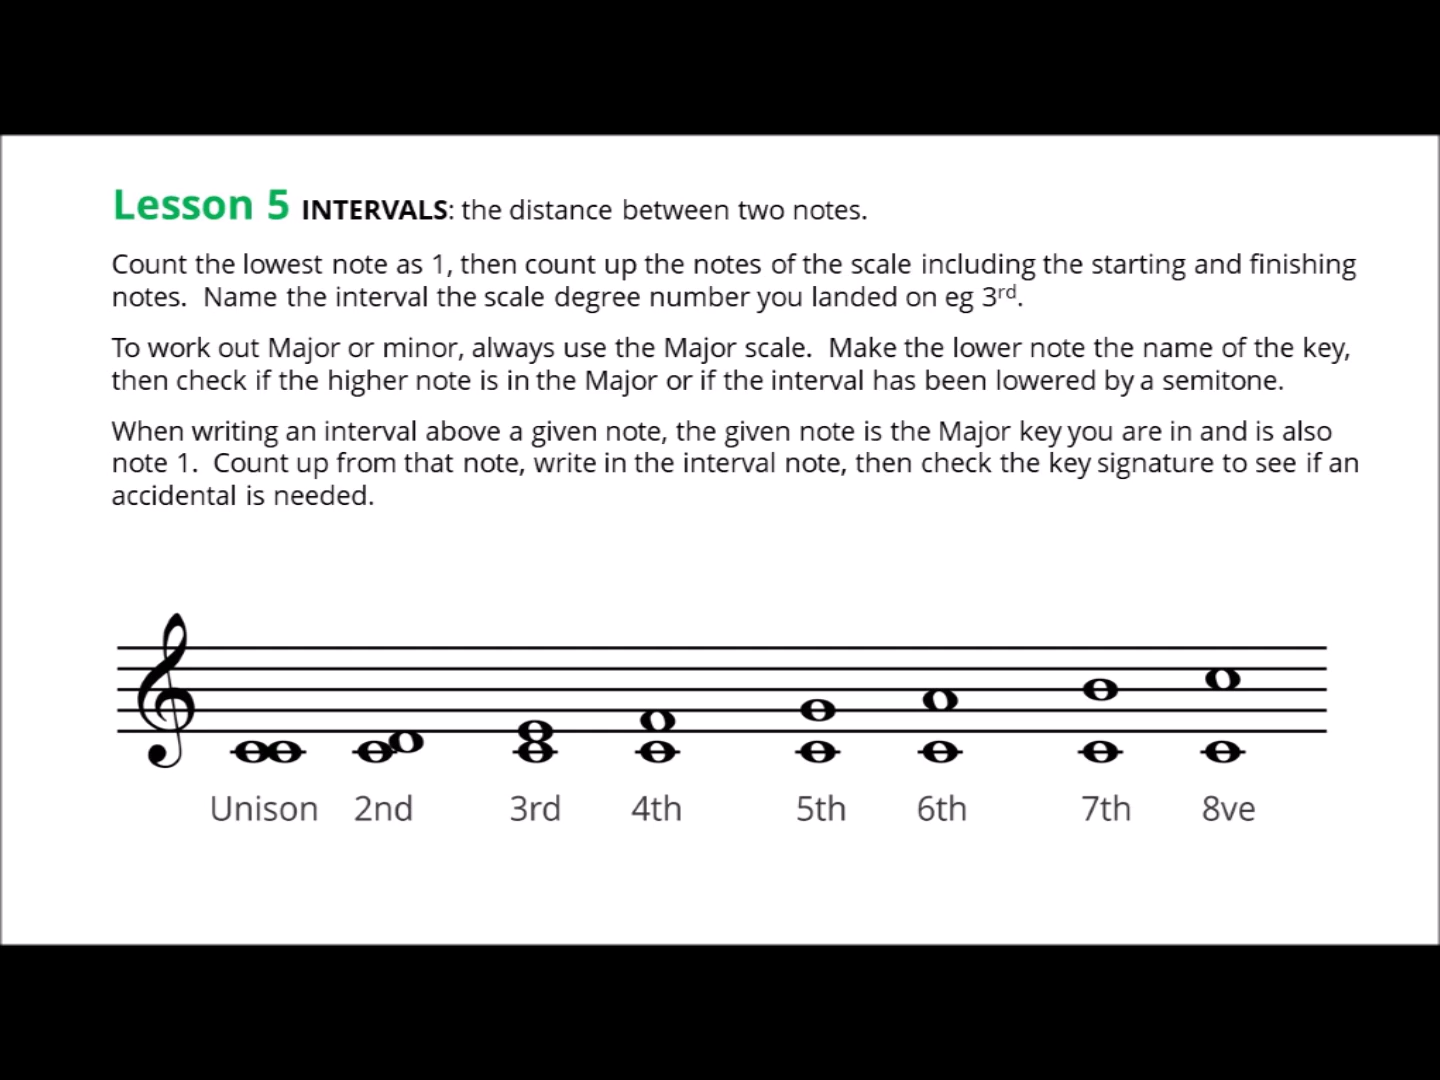 Lesson 5 INTERVALS: the distance between two notes.
Count the lowest note as 1, then count up the notes of the scale including the starting and finishing
notes. Name the interval the scale degree number you landed on eg 3rd.
To work out Major or minor, always use the Major scale. Make the lower note the name of the key,
then check if the higher note is in the Major or if the interval has been lowered by a semitone.
When writing an interval above a given note, the given note is the Major key you are in and is also
note 1. Count up from that note, write in the interval note, then check the key signature to see if an
accidental is needed.
Unison 2nd 3rd 4th 5th 6th 7th 8ve